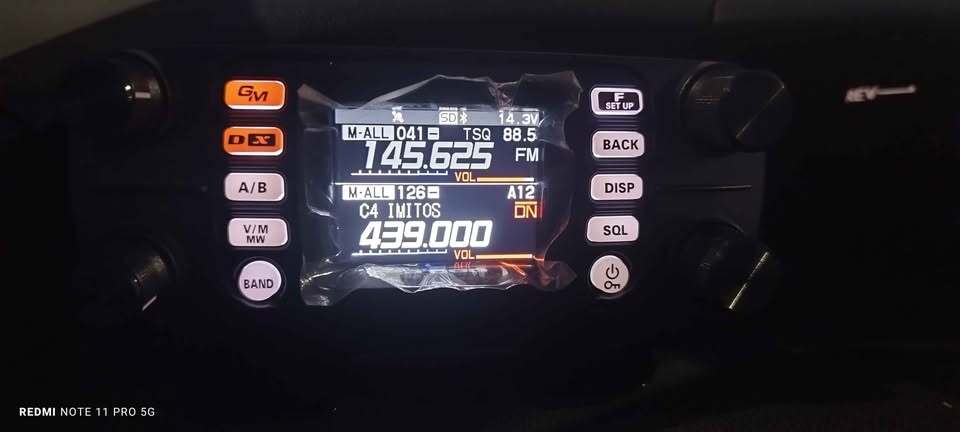 GM
DX
A/B
V/M
MW
BAND
SD 14.3V
M-ALL 041 TSQ 88.5
145.625 FM
VOL
M-ALL 126 A12
C4 IMITOS DN
439.000
VOL
F
SET UP
BACK
DISP
SQL
REDMI NOTE 11 PRO 5G